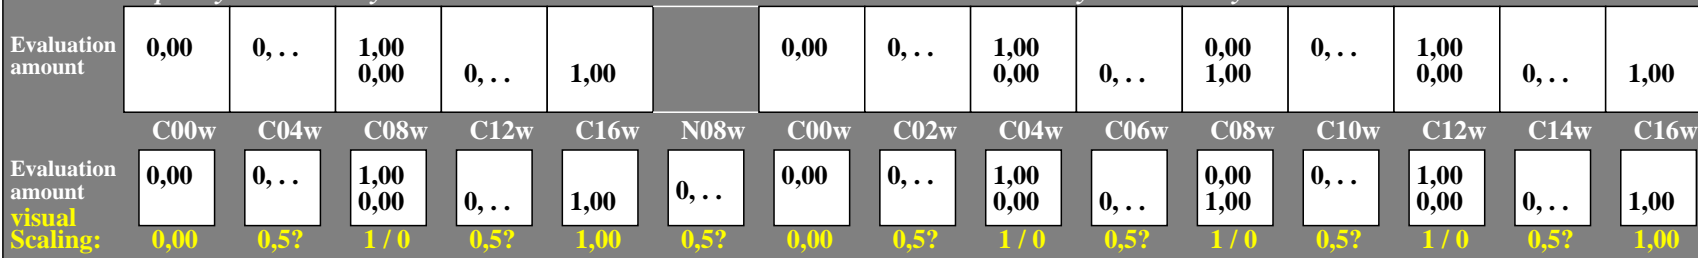 Evaluation amount
0,00 0, . . 1,00 0,00 0, . . 1,00 0,00 0, . . 1,00 0,00 0, . . 0,00 1,00 0, . . 1,00 0,00 0, . . 1,00
C00w C04w C08w C12w C16w N08w C00w C02w C04w C06w C08w C10w C12w C14w C16w
Evaluation amount
0,00 0, . . 1,00 0,00 0, . . 1,00 0, . . 0,00 0, . . 1,00 0,00 0, . . 0,00 1,00 0, . . 1,00 0,00 0, . . 1,00
visual
Scaling: 0,00 0,5? 1 / 0 0,5? 1,00 0,5? 0,00 0,5? 1 / 0 0,5? 1 / 0 0,5? 1 / 0 0,5? 1,00